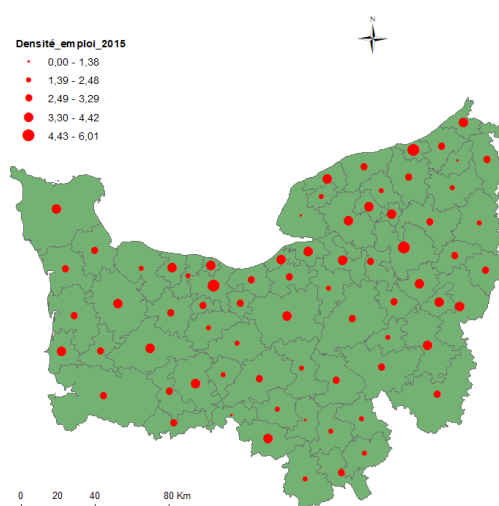 N
Densité_emploi_2015
0,00 - 1,38
1,39 - 2,48
2,49 - 3,29
3,30 - 4,42
4,43 - 6,01
0 20 40 80 Km